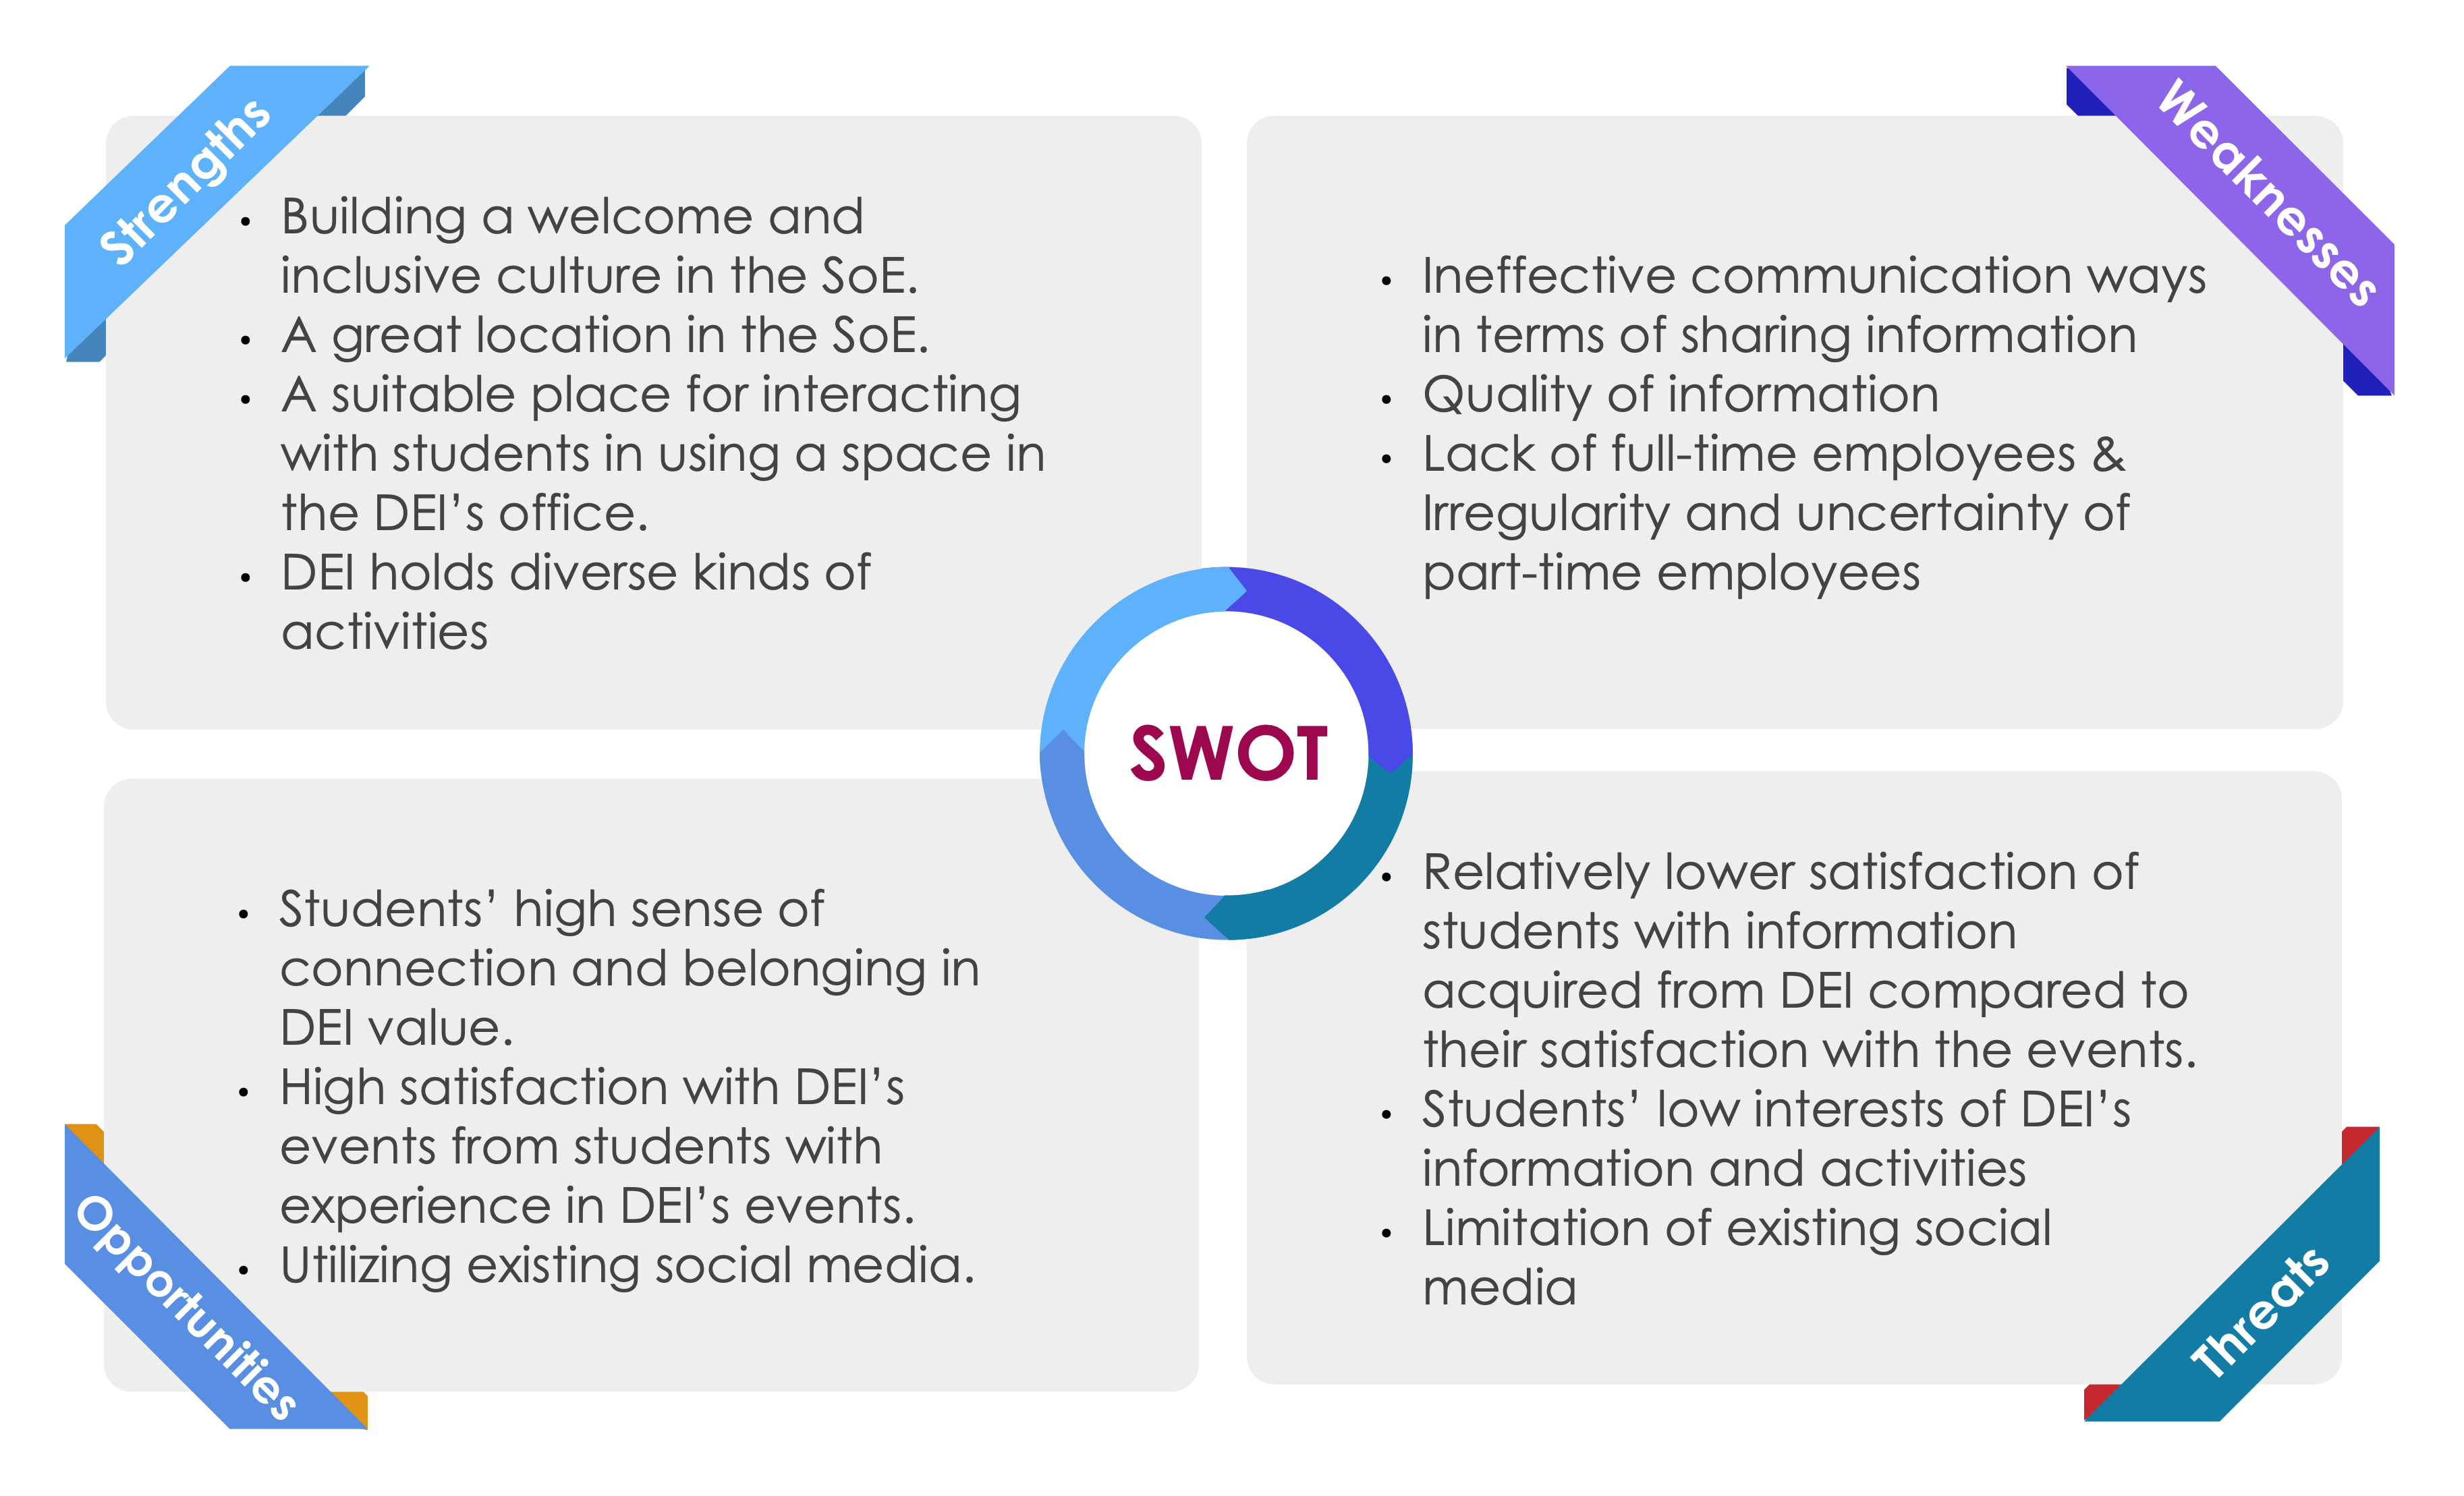 Strengths
• Building a welcome and
inclusive culture in the SoE.
• A great location in the SoE.
• A suitable place for interacting
with students in using a space in
the DEI’s office.
• DEI holds diverse kinds of
activities
Weaknesses
• Ineffective communication ways
in terms of sharing information
• Quality of information
• Lack of full-time employees &
Irregularity and uncertainty of
part-time employees
SWOT
Opportunities
• Students’ high sense of
connection and belonging in
DEI value.
• High satisfaction with DEI’s
events from students with
experience in DEI’s events.
• Utilizing existing social media.
Threats
• Relatively lower satisfaction of
students with information
acquired from DEI compared to
their satisfaction with the events.
• Students’ low interests of DEI’s
information and activities
• Limitation of existing social
media